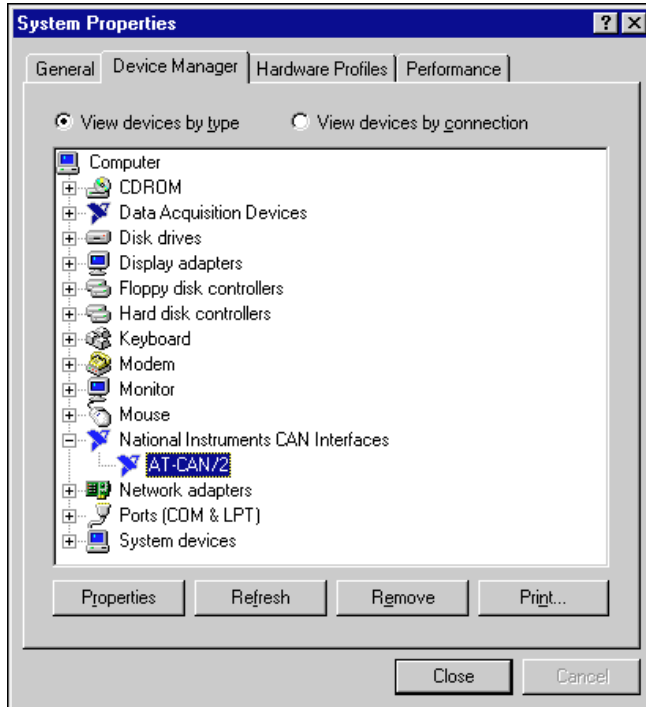 System Properties
General Device Manager Hardware Profiles Performance
View devices by type View devices by connection
Computer
CDROM
Data Acquisition Devices
Disk drives
Display adapters
Floppy disk controllers
Hard disk controllers
Keyboard
Modem
Monitor
Mouse
National Instruments CAN Interfaces
AT-CAN/2
Network adapters
Ports (COM & LPT)
System devices
Properties Refresh Remove Print...
Close Cancel